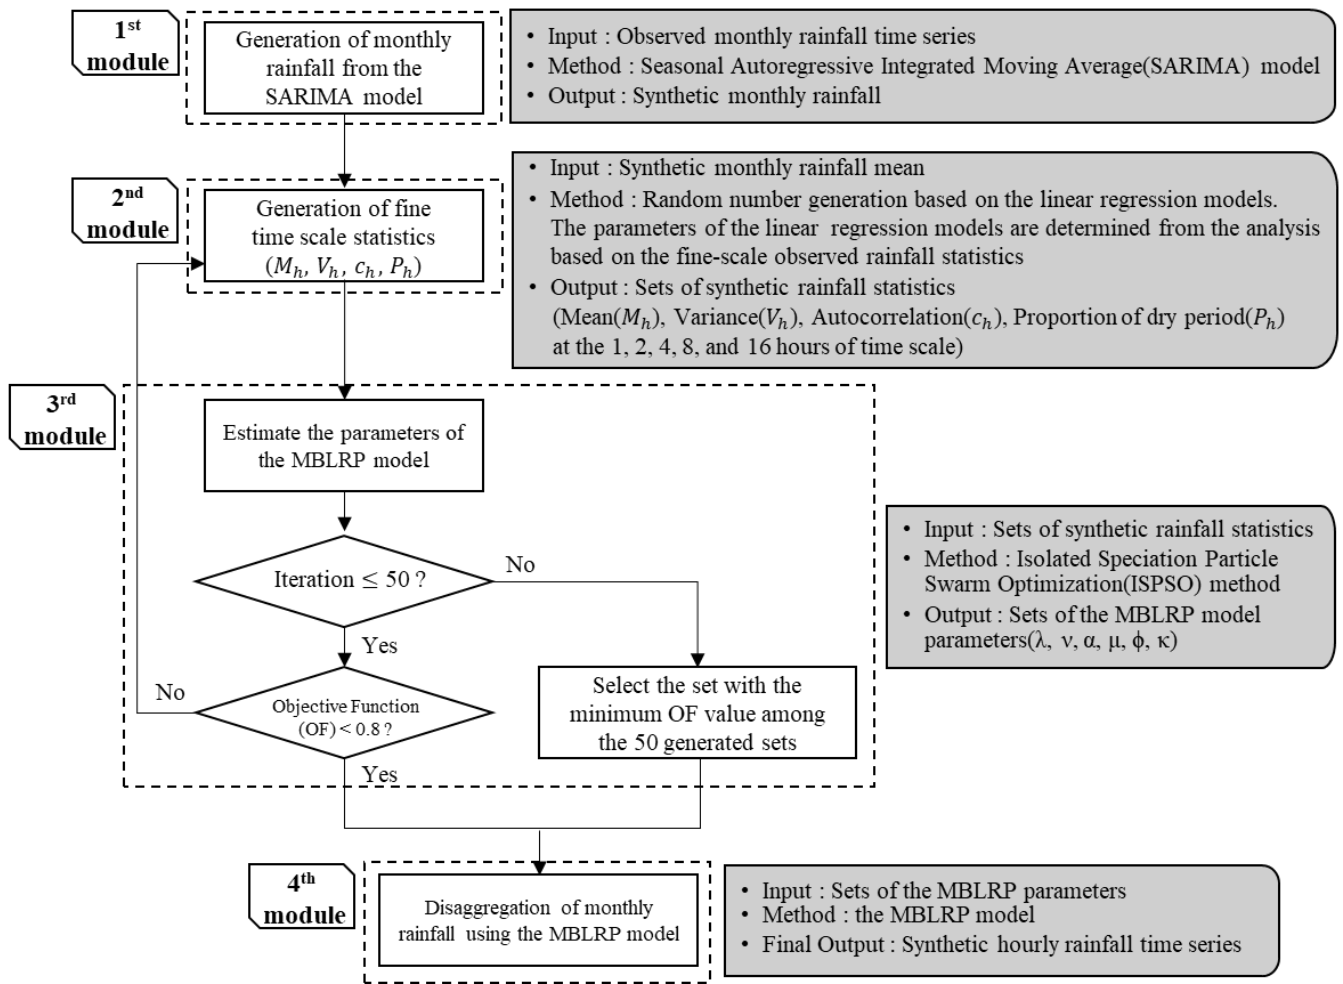 1st
module
Generation of monthly
rainfall from the
SARIMA model
• Input : Observed monthly rainfall time series
• Method : Seasonal Autoregressive Integrated Moving Average(SARIMA) model
• Output : Synthetic monthly rainfall
2nd
module
Generation of fine
time scale statistics
(M_h, V_h, c_h, P_h)
• Input : Synthetic monthly rainfall mean
• Method : Random number generation based on the linear regression models.
The parameters of the linear regression models are determined from the analysis
based on the fine-scale observed rainfall statistics
• Output : Sets of synthetic rainfall statistics
(Mean(M_h), Variance(V_h), Autocorrelation(c_h), Proportion of dry period(P_h)
at the 1, 2, 4, 8, and 16 hours of time scale)
3rd
module
Estimate the parameters of
the MBLRP model
Iteration ≤ 50 ?
No
Yes
Objective Function
(OF) < 0.8 ?
No
Yes
Select the set with the
minimum OF value among
the 50 generated sets
• Input : Sets of synthetic rainfall statistics
• Method : Isolated Speciation Particle
Swarm Optimization(ISPSO) method
• Output : Sets of the MBLRP model
parameters(λ, ν, α, μ, ϕ, κ)
4th
module
Disaggregation of monthly
rainfall using the MBLRP model
• Input : Sets of the MBLRP parameters
• Method : the MBLRP model
• Final Output : Synthetic hourly rainfall time series